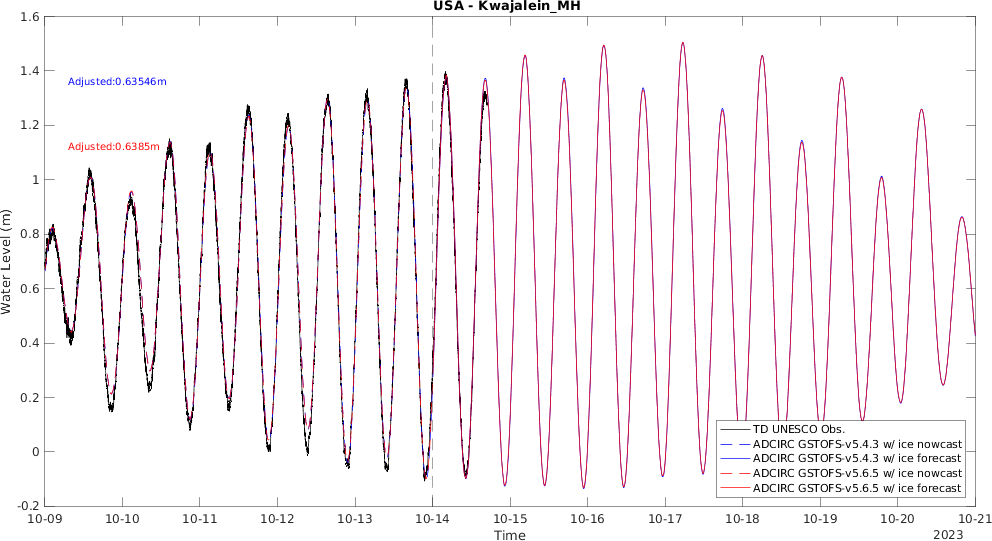 USA - Kwajalein_MH
1.6
1.4
1.2
1
0.8
0.6
0.4
0.2
0
-0.2
Water Level (m)
Adjusted:0.63546m
Adjusted:0.6385m
TD UNESCO Obs.
ADCIRC GSTOFS-v5.4.3 w/ ice nowcast
ADCIRC GSTOFS-v5.4.3 w/ ice forecast
ADCIRC GSTOFS-v5.6.5 w/ ice nowcast
ADCIRC GSTOFS-v5.6.5 w/ ice forecast
10-09 10-10 10-11 10-12 10-13 10-14 10-15 10-16 10-17 10-18 10-19 10-20 10-21
Time
2023